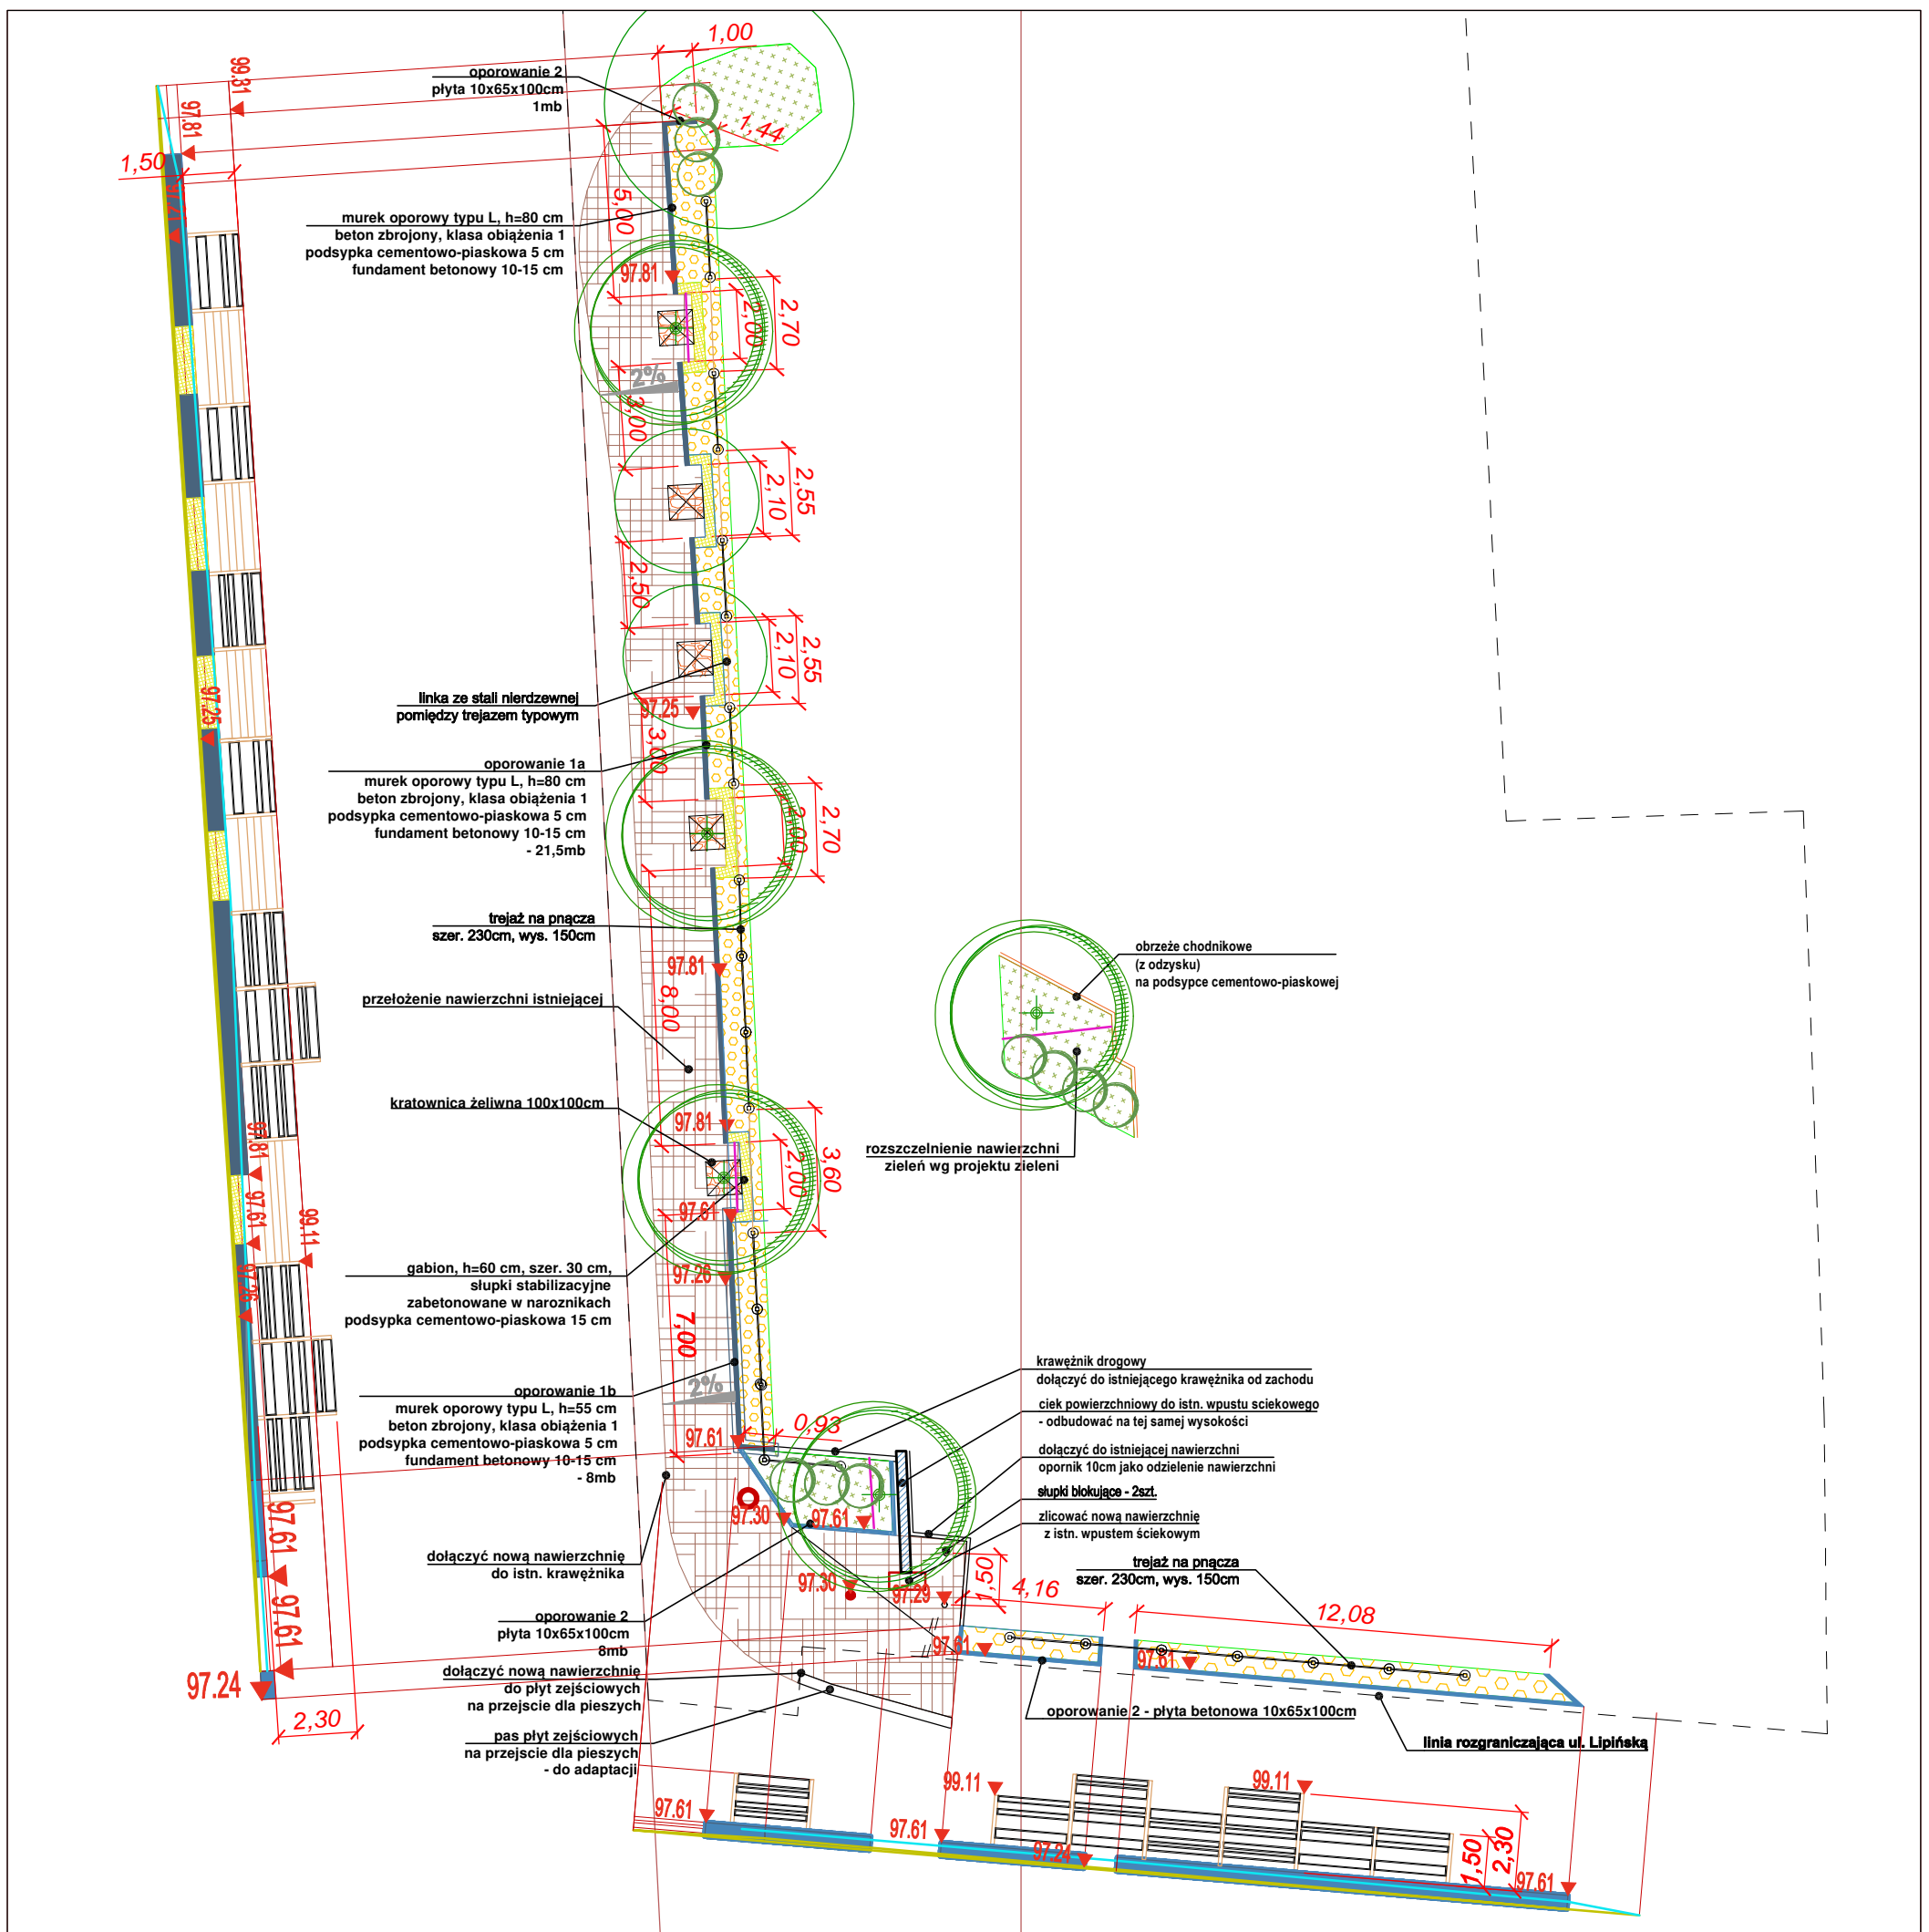 1,00
99.31
oporowanie 2
płyta 10x65x100cm
1mb
97.81
1,44
1,50
97.71
5,00
murek oporowy typu L, h=80 cm
beton zbrojony, klasa obiążenia 1
podsypka cementowo-piaskowa 5 cm
fundament betonowy 10-15 cm
97.81
2,00
2,70
2%
3,00
2,10
2,55
2,50
2,10
2,55
linka ze stali nierdzewnej
pomiędzy trejazem typowym
97.25
97.25
3,00
oporowanie 1a
murek oporowy typu L, h=80 cm
beton zbrojony, klasa obiążenia 1
podsypka cementowo-piaskowa 5 cm
fundament betonowy 10-15 cm
- 21,5mb
2,00
2,70
trejaż na pnącza
szer. 230cm, wys. 150cm
97.81
8,00
obrzeże chodnikowe
(z odzysku)
na podsypce cementowo-piaskowej
przełożenie nawierzchni istniejącej
kratownica żeliwna 100x100cm
97.81
97.81
2,00
3,60
rozszczelnienie nawierzchni
zieleń wg projektu zieleni
97.61
97.61
99.11
gabion, h=60 cm, szer. 30 cm,
słupki stabilizacyjne
zabetonowane w naroznikach
podsypka cementowo-piaskowa 15 cm
97.26
97.26
7,00
2%
oporowanie 1b
murek oporowy typu L, h=55 cm
beton zbrojony, klasa obiążenia 1
podsypka cementowo-piaskowa 5 cm
fundament betonowy 10-15 cm
- 8mb
krawężnik drogowy
dołączyć do istniejącego krawężnika od zachodu
ciek powierzchniowy do istn. wpustu sciekowego
- odbudować na tej samej wysokości
dołączyć do istniejącej nawierzchni
opornik 10cm jako odzielenie nawierzchni
słupki blokujące - 2szt.
zlicować nową nawierzchnię
z istn. wpustem ściekowym
0,93
97.61
97.30
97.61
97.61
dołączyć nową nawierzchnię
do istn. krawężnika
97.30
97.29
1,50
4,16
trejaż na pnącza
szer. 230cm, wys. 150cm
12,08
97.61
oporowanie 2
płyta 10x65x100cm
8mb
97.61
97.61
dołączyć nową nawierzchnię
do płyt zejściowych
na przejscie dla pieszych
97.24
2,30
oporowanie 2 - płyta betonowa 10x65x100cm
pas płyt zejściowych
na przejscie dla pieszych
- do adaptacji
linia rozgraniczająca ul. Lipińską
99.11
99.11
97.61
97.61
97.24
1,50
2,30
97.61